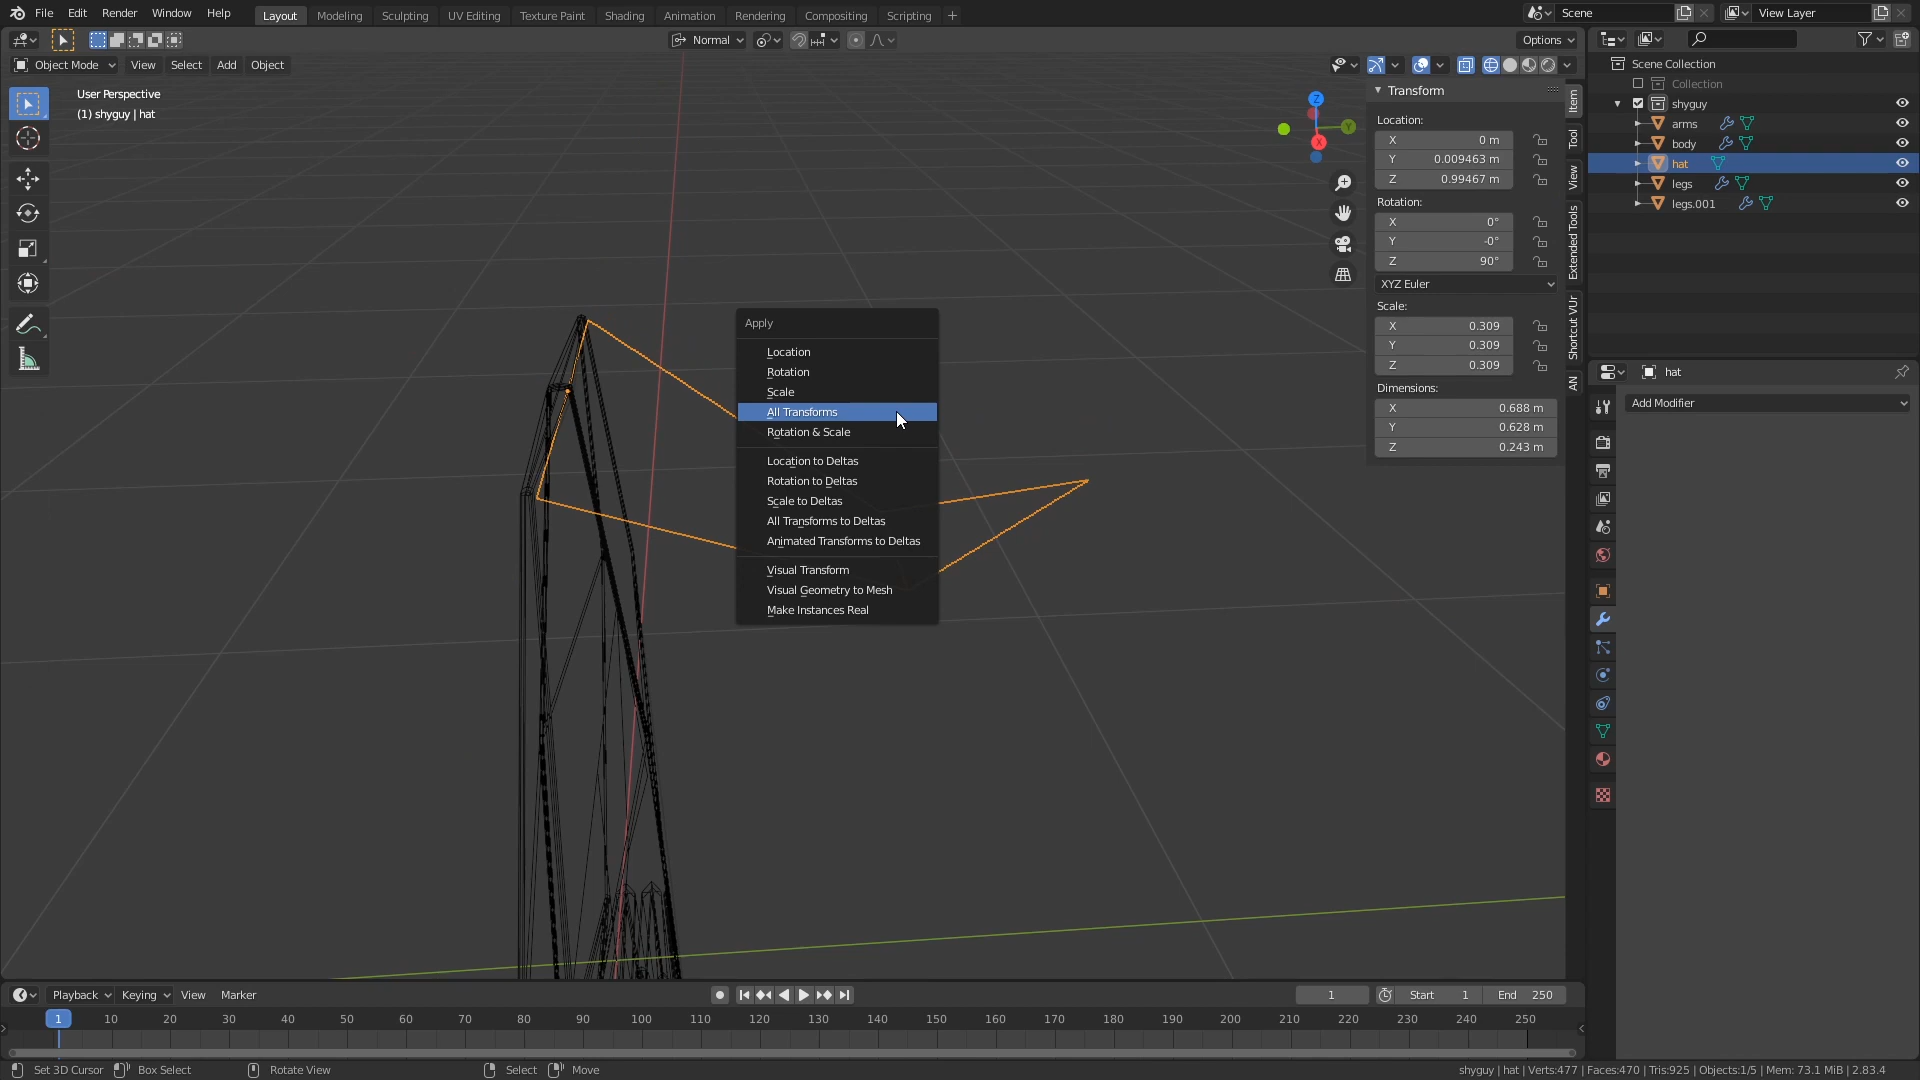 File Edit Render Window Help Layout Modeling Sculpting UV Editing Texture Paint Shading Animation Rendering Compositing Scripting + Scene View Layer
Normal Options
Object Mode View Select Add Object
User Perspective
(1) shyguy | hat
Z
Y
X
Transform
Location:
X 0 m
Y 0.009463 m
Z 0.99467 m
Rotation:
X 0°
Y -0°
Z 90°
XYZ Euler
Scale:
X 0.309
Y 0.309
Z 0.309
Dimensions:
X 0.688 m
Y 0.628 m
Z 0.243 m
Item
Tool
View
Extended Tools
Shortcut VUr
AN
Apply
Location
Rotation
Scale
All Transforms
Rotation & Scale
Location to Deltas
Rotation to Deltas
Scale to Deltas
All Transforms to Deltas
Animated Transforms to Deltas
Visual Transform
Visual Geometry to Mesh
Make Instances Real
Scene Collection
Collection
shyguy
arms
body
hat
legs
legs.001
hat
Add Modifier
Playback Keying View Marker 1 Start 1 End 250
1 10 20 30 40 50 60 70 80 90 100 110 120 130 140 150 160 170 180 190 200 210 220 230 240 250
Set 3D Cursor Box Select Rotate View Select Move shyguy | hat | Verts:477 | Faces:470 | Tris:925 | Objects:1/5 | Mem: 73.1 MiB | 2.83.4